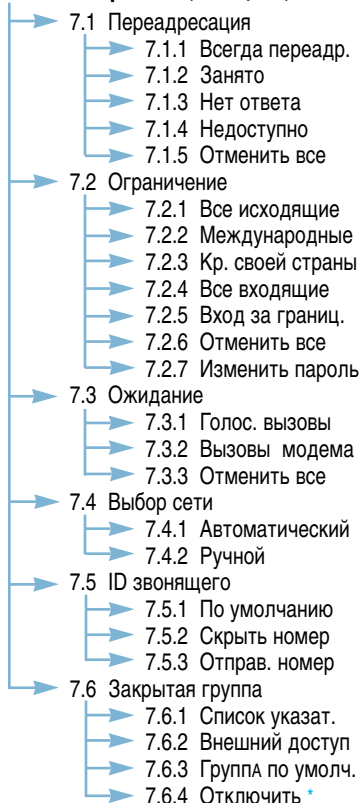 7.1 Переадресация
7.1.1 Всегда переадр.
7.1.2 Занято
7.1.3 Нет ответа
7.1.4 Недоступно
7.1.5 Отменить все
7.2 Ограничение
7.2.1 Все исходящие
7.2.2 Международные
7.2.3 Кр. своей страны
7.2.4 Все входящие
7.2.5 Вход за границ.
7.2.6 Отменить все
7.2.7 Изменить пароль
7.3 Ожидание
7.3.1 Голос. вызовы
7.3.2 Вызовы модема
7.3.3 Отменить все
7.4 Выбор сети
7.4.1 Автоматический
7.4.2 Ручной
7.5 ID звонящего
7.5.1 По умолчанию
7.5.2 Скрыть номер
7.5.3 Отправ. номер
7.6 Закрытая группа
7.6.1 Список указат.
7.6.2 Внешний доступ
7.6.3 ГруппА по умолч.
7.6.4 Отключить *